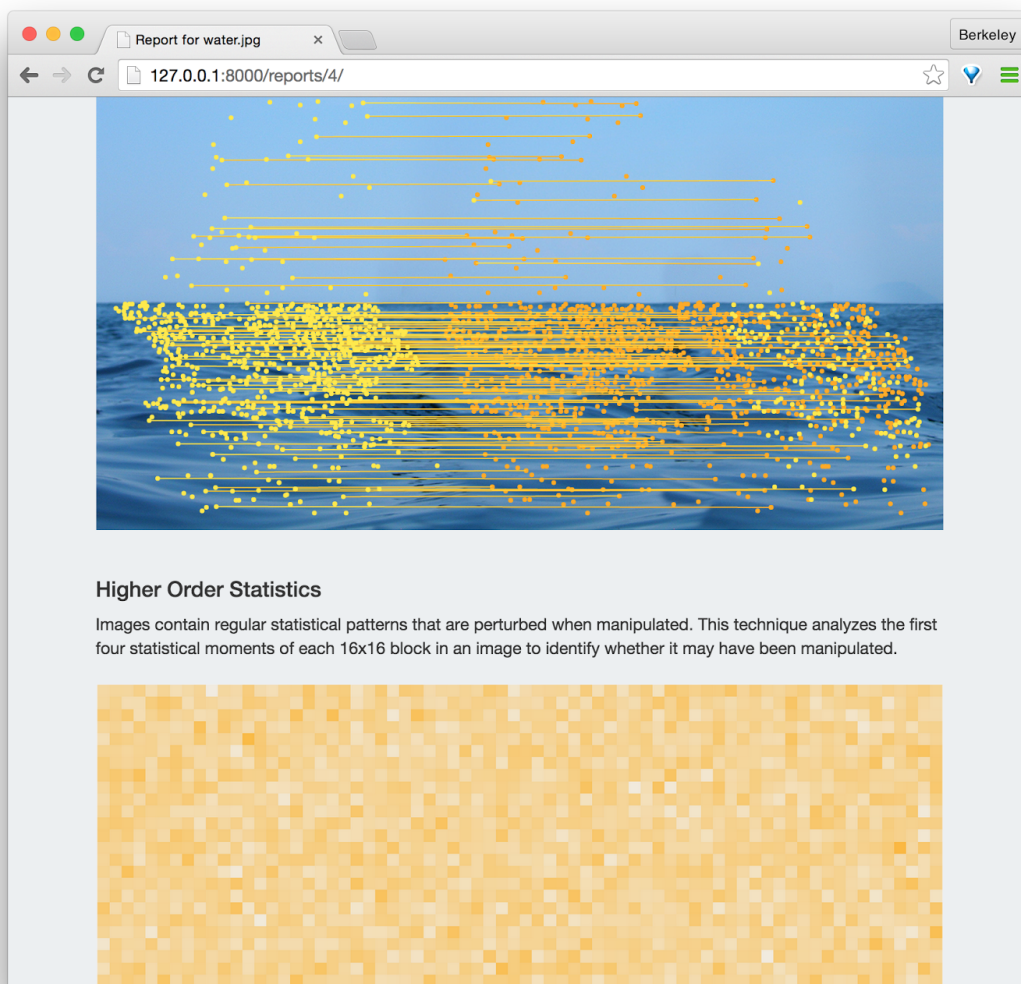 Report for water.jpg
Berkeley
127.0.0.1:8000/reports/4/
Higher Order Statistics
Images contain regular statistical patterns that are perturbed when manipulated. This technique analyzes the first
four statistical moments of each 16x16 block in an image to identify whether it may have been manipulated.